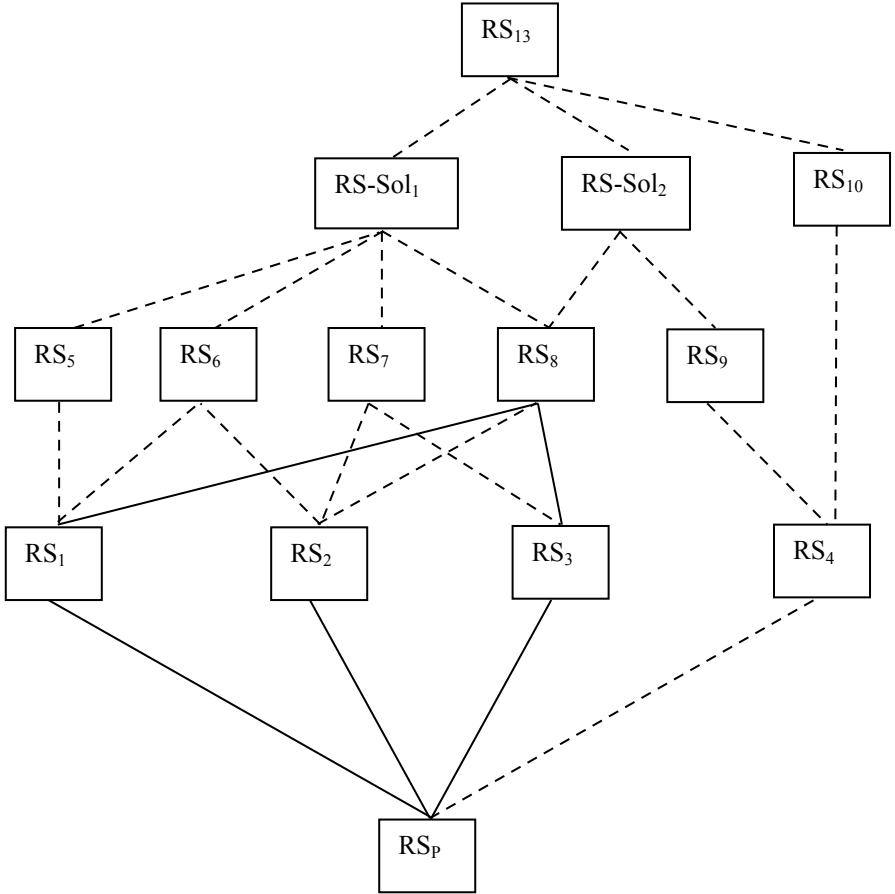 RS₁₃
RS-Sol₁
RS-Sol₂
RS₁₀
RS₅
RS₆
RS₇
RS₈
RS₉
RS₁
RS₂
RS₃
RS₄
RSP